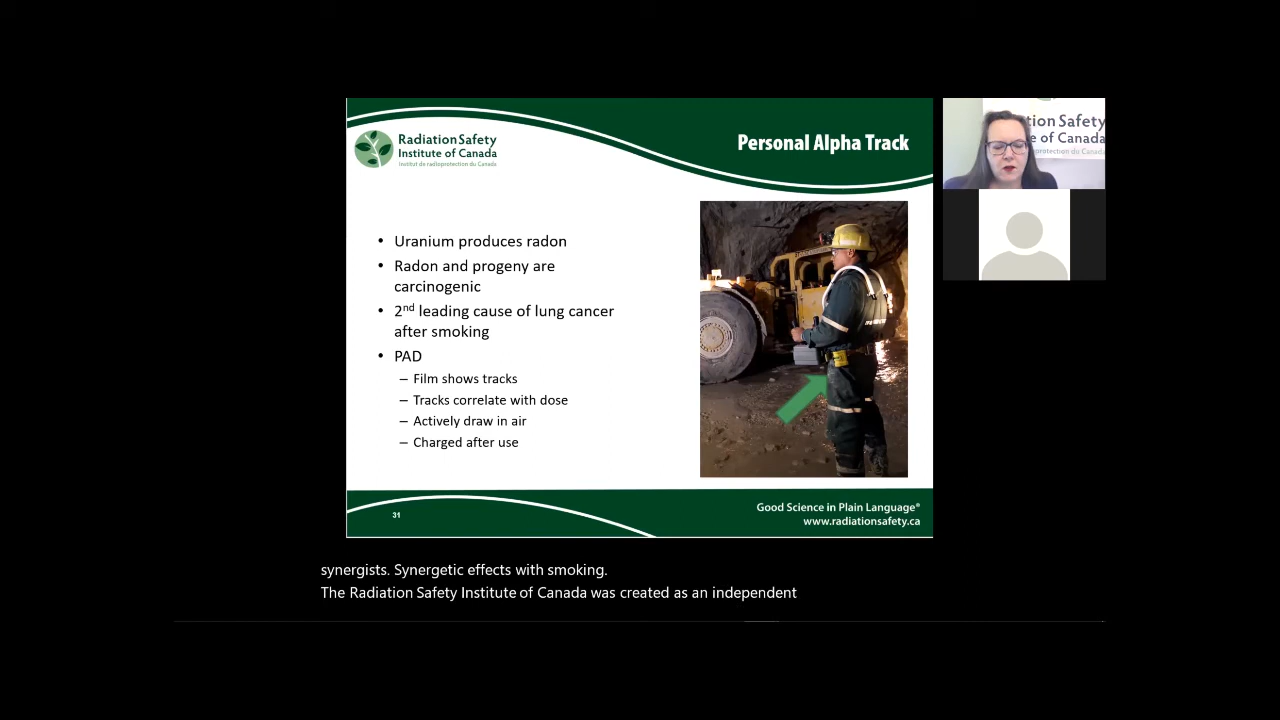 Radiation Safety
Institute of Canada
Institut de radioprotection du Canada
Personal Alpha Track
• Uranium produces radon
• Radon and progeny are
carcinogenic
• 2nd leading cause of lung cancer
after smoking
• PAD
– Film shows tracks
– Tracks correlate with dose
– Actively draw in air
– Charged after use
31
Good Science in Plain Language®
www.radiationsafety.ca
tion Safety
e of Canada
oprotection du Canada
synergists. Synergetic effects with smoking.
The Radiation Safety Institute of Canada was created as an independent